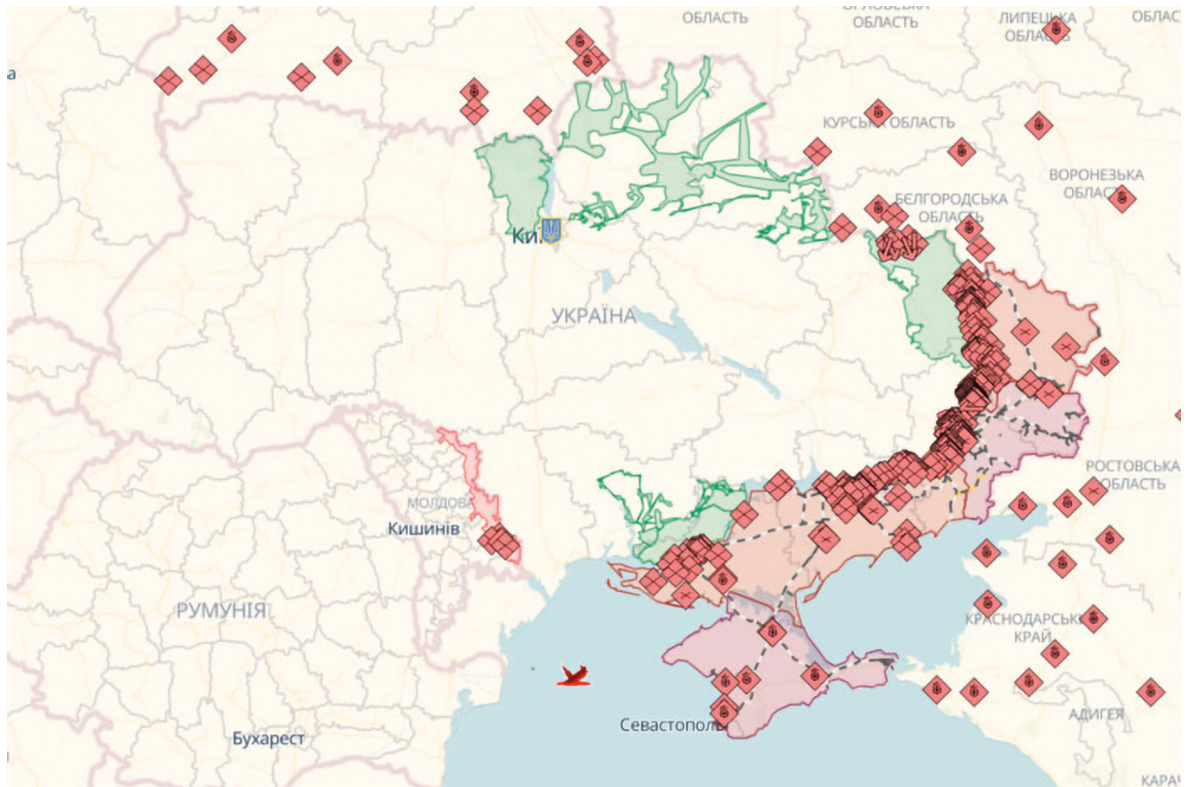 ОБЛАСТЬ
ОБЛАСТЬ
ЛИПЕЦЬКА
ОБЛАСТЬ
КУРСЬКА ОБЛАСТЬ
ВОРОНЕЗЬКА
ОБЛАСТЬ
БЄЛГОРОДСЬКА
ОБЛАСТЬ
УКРАЇНА
РОСТОВСЬКА
ОБЛАСТЬ
МОЛДОВА
Кишинів
РУМУНІЯ
КРАСНОДАРСЬКИЙ
КРАЙ
Севастополь
АДИГЕЯ
Бухарест